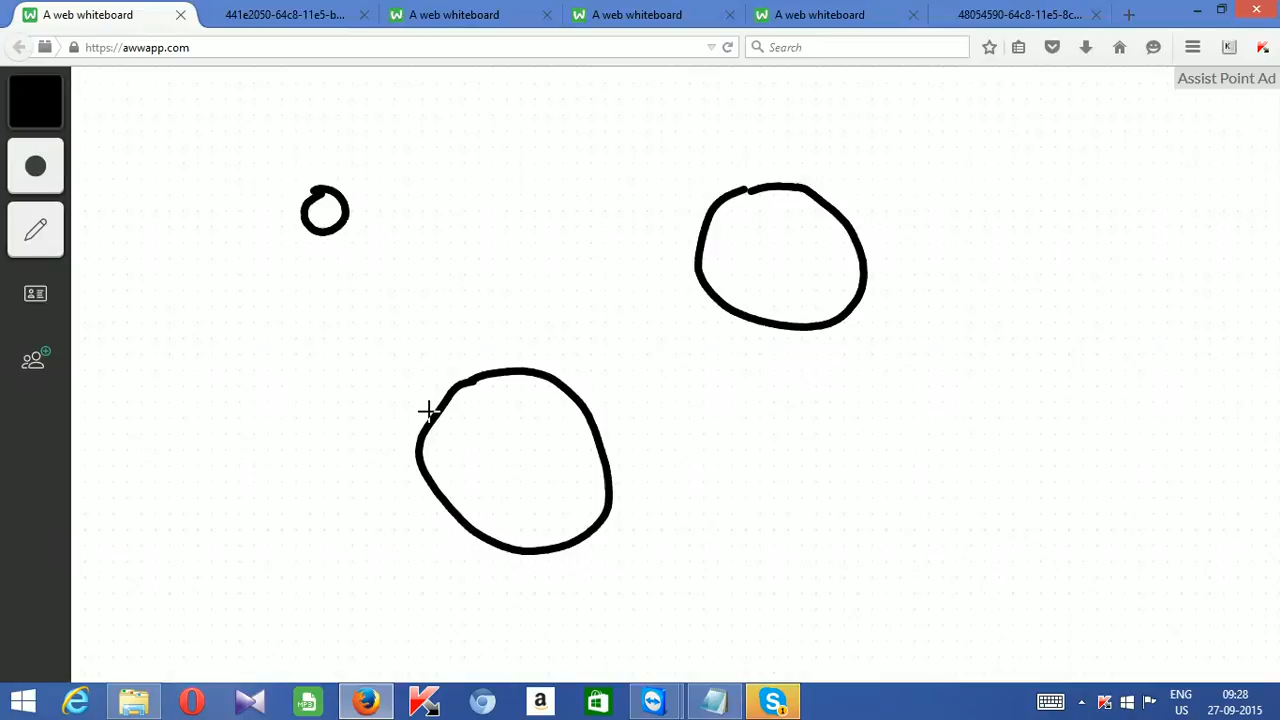 A web whiteboard
441e2050-64c8-11e5-b...
A web whiteboard
A web whiteboard
A web whiteboard
48054590-64c8-11e5-8c...
https://awwapp.com
Search
Assist Point Ad
MP3
a
ENG
US
09:28
27-09-2015